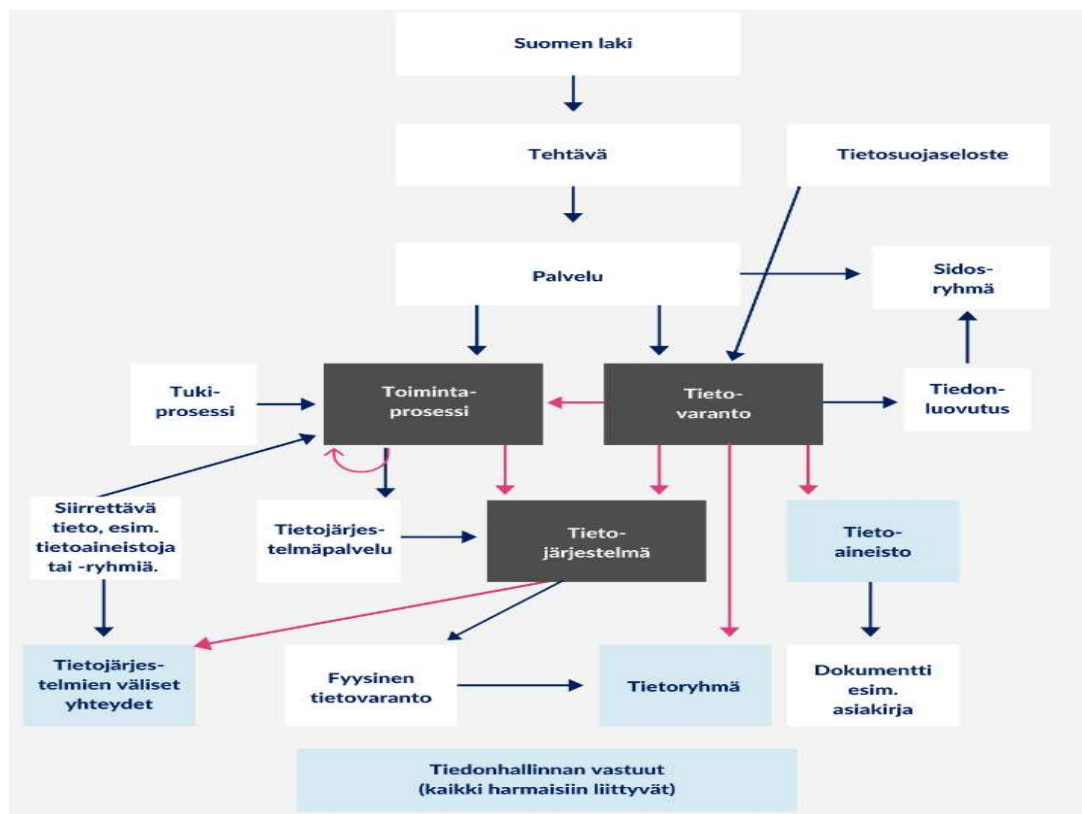 Suomen laki
Tehtävä
Tietosuojaseloste
Palvelu
Sidos-
ryhmä
Tuki-
prosessi
Toiminta-
prosessi
Tieto-
varanto
Tiedon-
luovutus
Siirrettävä
tieto, esim.
tietoaineistoja
tai -ryhmiä.
Tietojärjes-
telmäpalvelu
Tieto-
järjestelmä
Tieto-
aineisto
Tietojärjes-
telmien väliset
yhteydet
Fyysinen
tietovaranto
Tietoryhmä
Dokumentti
esim.
asiakirja
Tiedonhallinnan vastuut
(kaikki harmaisiin liittyvät)